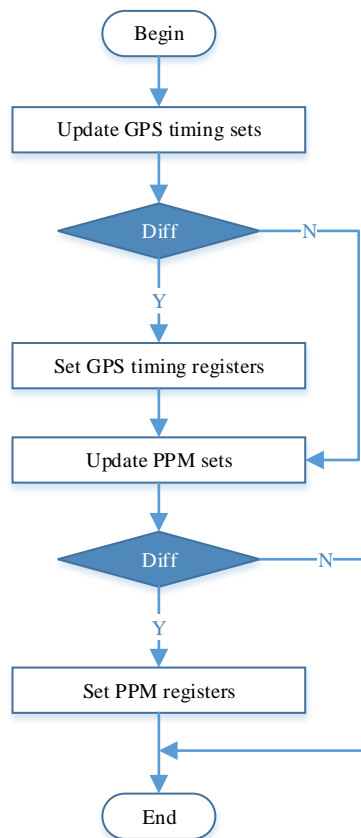 Begin
Update GPS timing sets
Diff
N
Y
Set GPS timing registers
Update PPM sets
Diff
N
Y
Set PPM registers
End